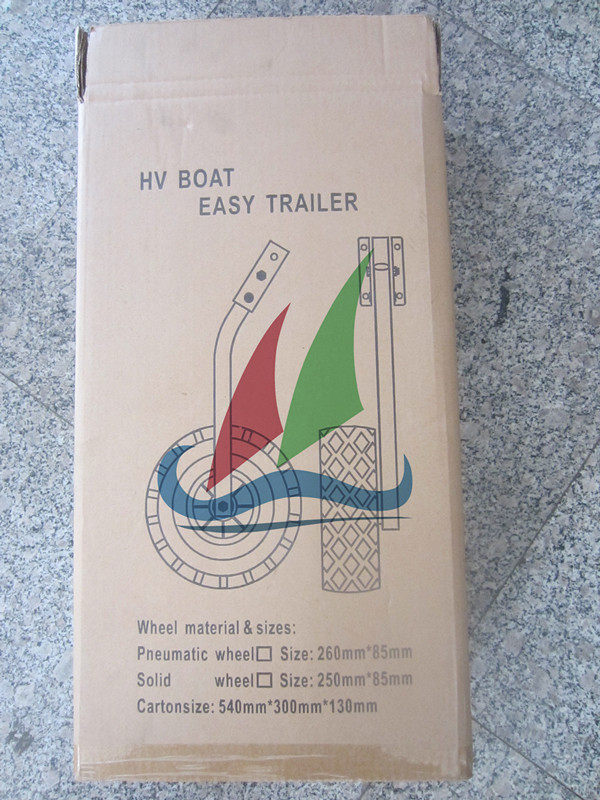 HV BOAT
EASY TRAILER
Wheel material & sizes:
Pneumatic wheel□ Size: 260mm*85mm
Solid wheel□ Size: 250mm*85mm
Cartonsize: 540mm*300mm*130mm